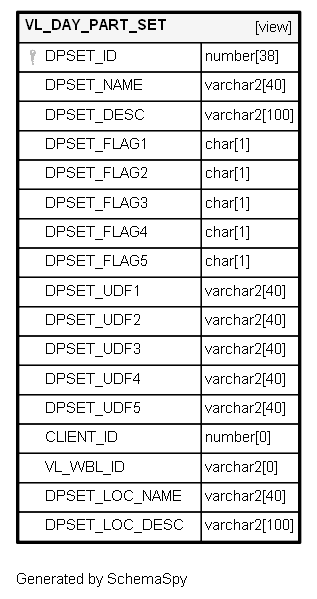 VL_DAY_PART_SET [view]
DPSET_ID number[38]
DPSET_NAME varchar2[40]
DPSET_DESC varchar2[100]
DPSET_FLAG1 char[1]
DPSET_FLAG2 char[1]
DPSET_FLAG3 char[1]
DPSET_FLAG4 char[1]
DPSET_FLAG5 char[1]
DPSET_UDF1 varchar2[40]
DPSET_UDF2 varchar2[40]
DPSET_UDF3 varchar2[40]
DPSET_UDF4 varchar2[40]
DPSET_UDF5 varchar2[40]
CLIENT_ID number[0]
VL_WBL_ID varchar2[0]
DPSET_LOC_NAME varchar2[40]
DPSET_LOC_DESC varchar2[100]
Generated by SchemaSpy